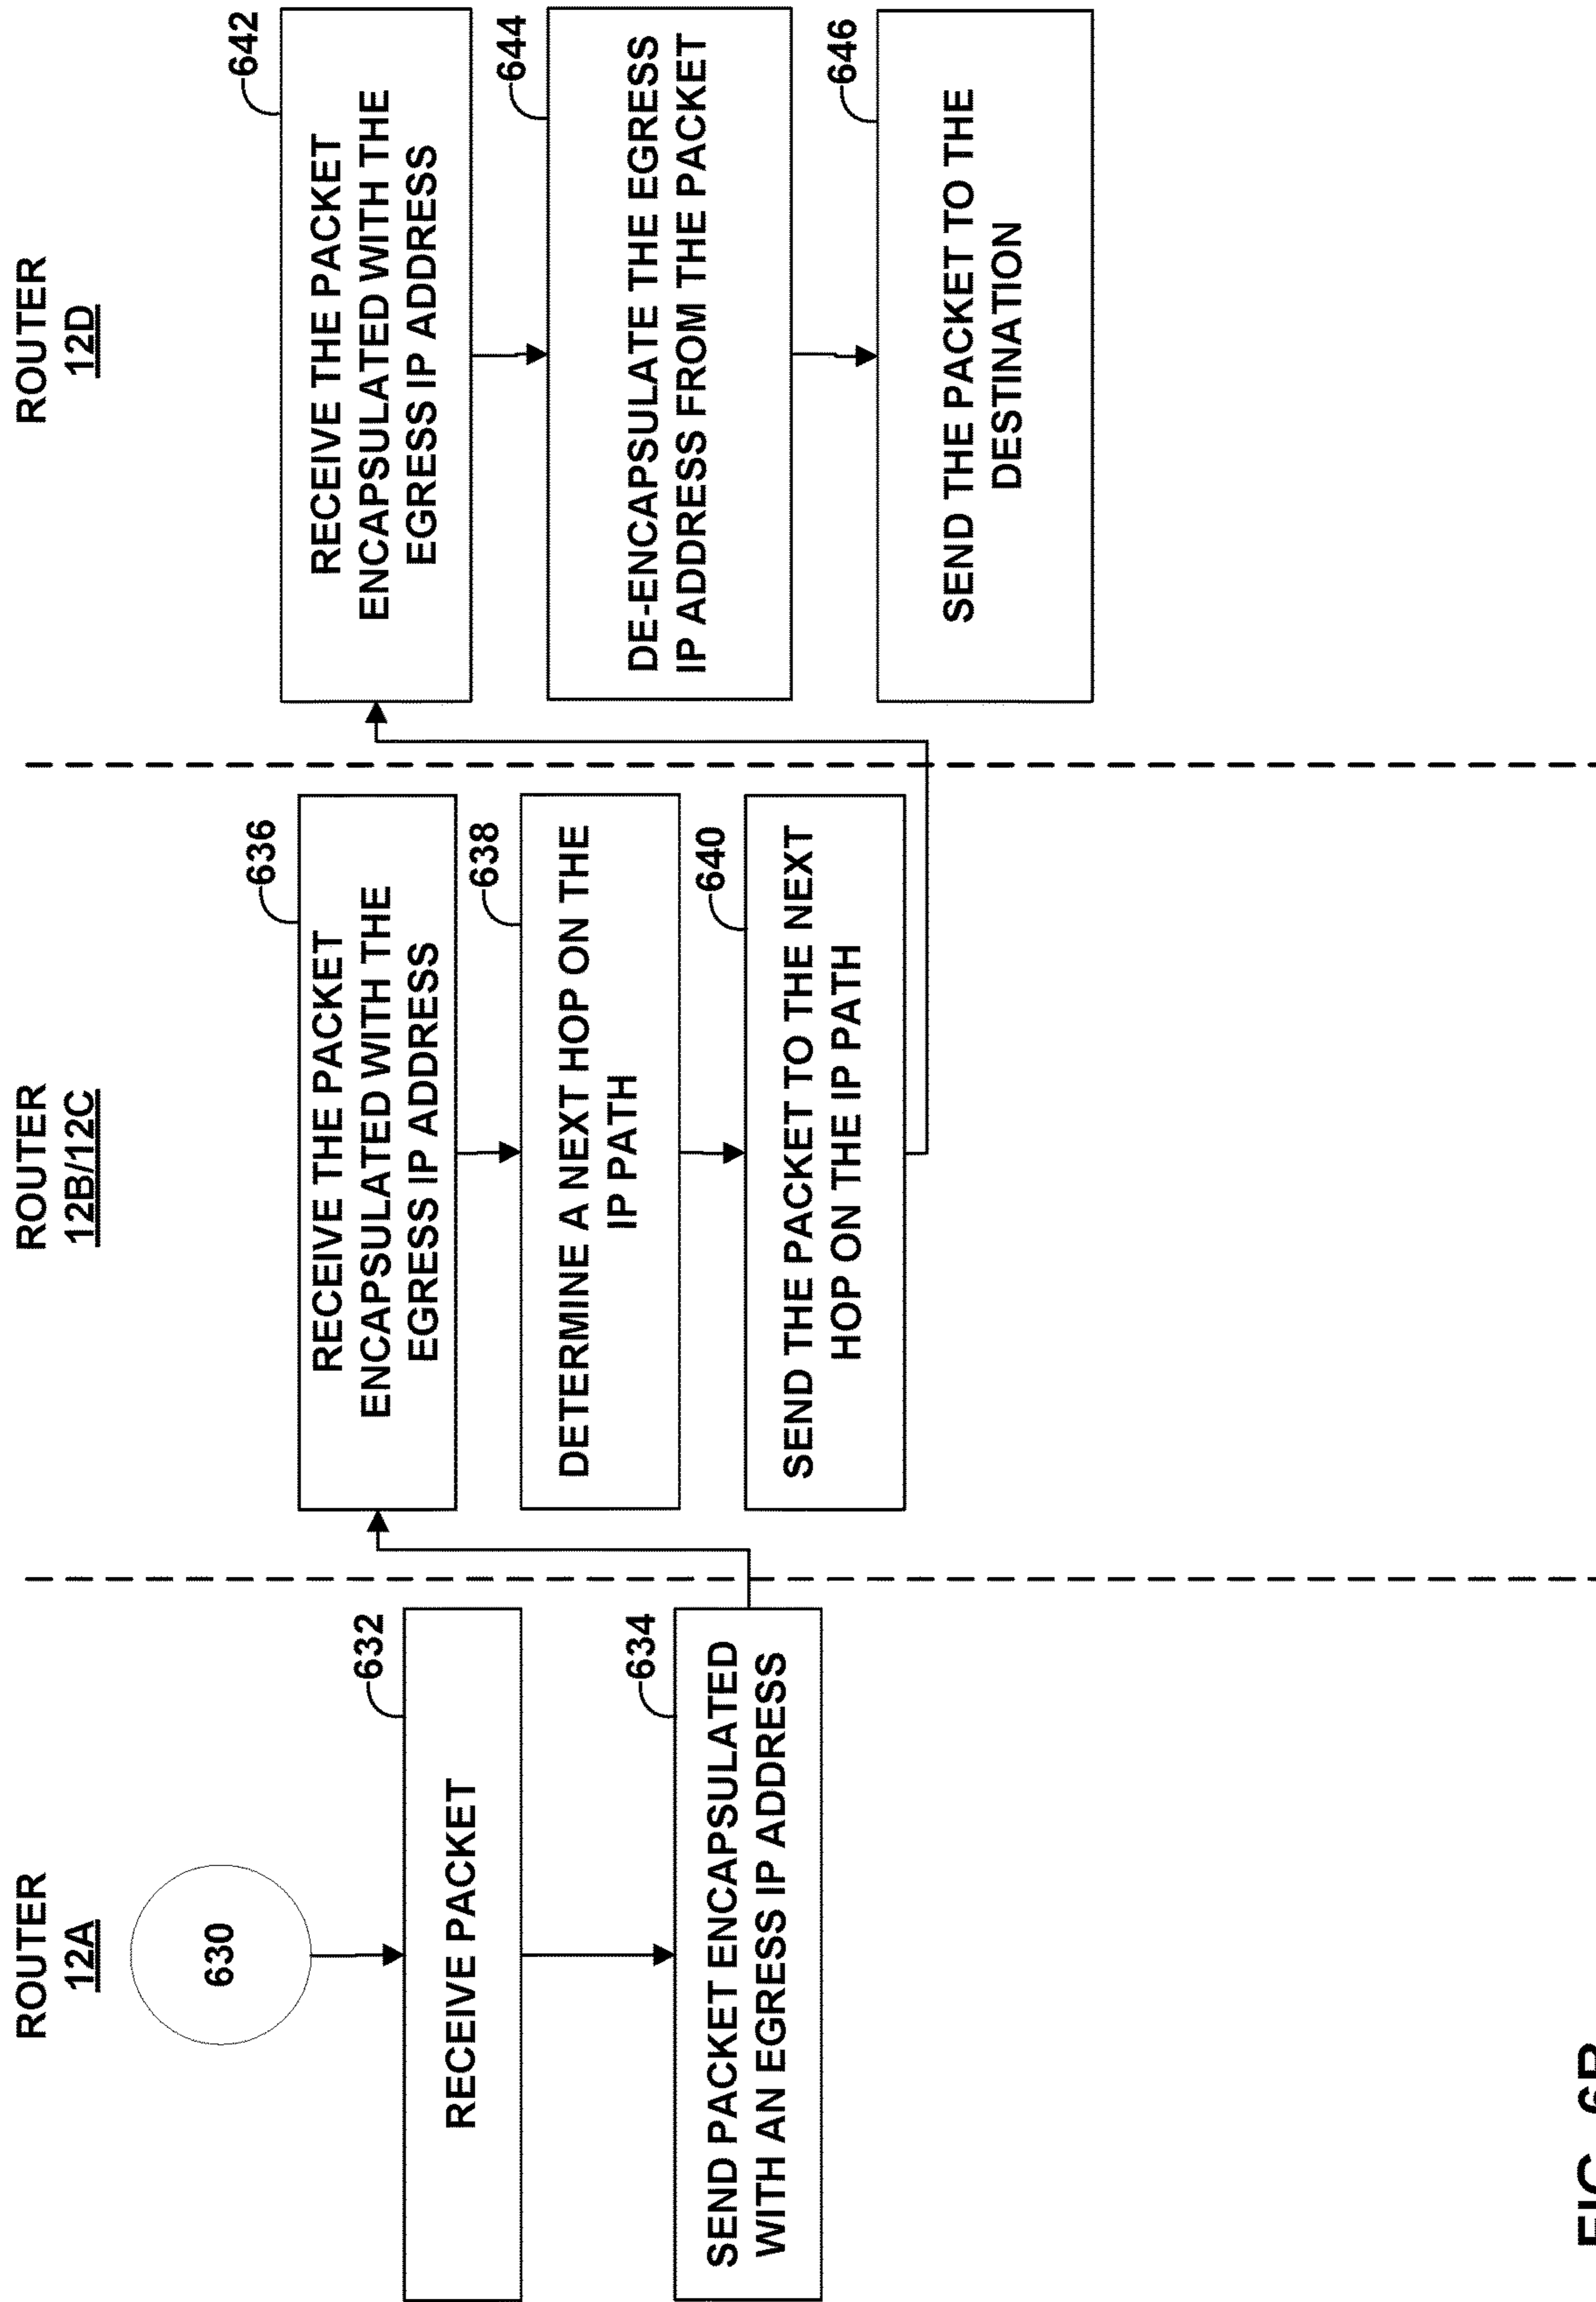 ROUTER
12A
630
632
RECEIVE PACKET
634
SEND PACKET ENCAPSULATED
WITH AN EGRESS IP ADDRESS
ROUTER
12B/12C
636
RECEIVE THE PACKET
ENCAPSULATED WITH THE
EGRESS IP ADDRESS
638
DETERMINE A NEXT HOP ON THE
IP PATH
640
SEND THE PACKET TO THE NEXT
HOP ON THE IP PATH
ROUTER
12D
642
RECEIVE THE PACKET
ENCAPSULATED WITH THE
EGRESS IP ADDRESS
644
DE-ENCAPSULATE THE EGRESS
IP ADDRESS FROM THE PACKET
646
SEND THE PACKET TO THE
DESTINATION
FIG. 6B